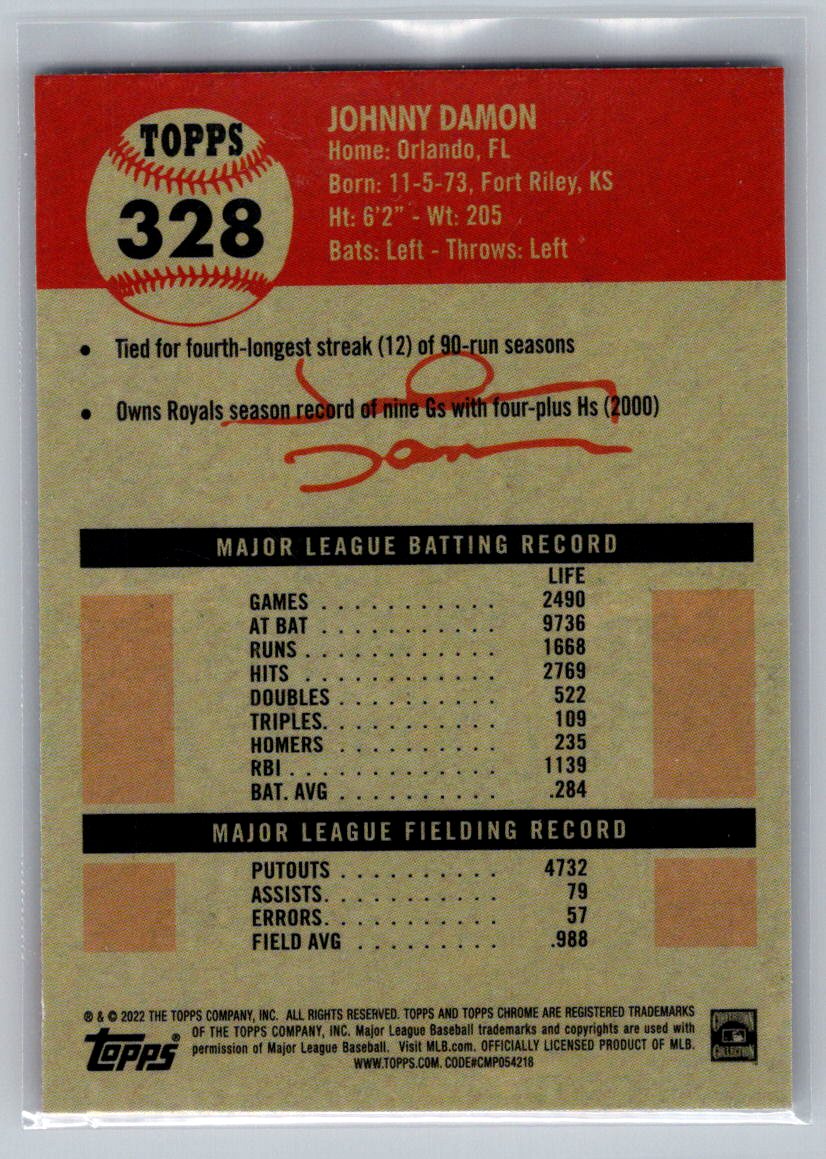 TOPPS
328
JOHNNY DAMON
Home: Orlando, FL
Born: 11-5-73, Fort Riley, KS
Ht: 6'2" - Wt: 205
Bats: Left - Throws: Left
• Tied for fourth-longest streak (12) of 90-run seasons
• Owns Royals season record of nine Gs with four-plus Hs (2000)
MAJOR LEAGUE BATTING RECORD
LIFE
GAMES . . . . . . . . . . . 2490
AT BAT . . . . . . . . . . . 9736
RUNS . . . . . . . . . . . . 1668
HITS . . . . . . . . . . . . 2769
DOUBLES . . . . . . . . . . 522
TRIPLES. . . . . . . . . . . 109
HOMERS . . . . . . . . . . 235
RBI . . . . . . . . . . . . . 1139
BAT. AVG . . . . . . . . . . .284
MAJOR LEAGUE FIELDING RECORD
PUTOUTS . . . . . . . . . . 4732
ASSISTS. . . . . . . . . . . 79
ERRORS. . . . . . . . . . . 57
FIELD AVG . . . . . . . . . .988
® & © 2022 THE TOPPS COMPANY, INC. ALL RIGHTS RESERVED. TOPPS AND TOPPS CHROME ARE REGISTERED TRADEMARKS
OF THE TOPPS COMPANY, INC. Major League Baseball trademarks and copyrights are used with
permission of Major League Baseball. Visit MLB.com. OFFICIALLY LICENSED PRODUCT OF MLB.
WWW.TOPPS.COM. CODE#CMP054218
Topps®
COOPERSTOWN
COLLECTION